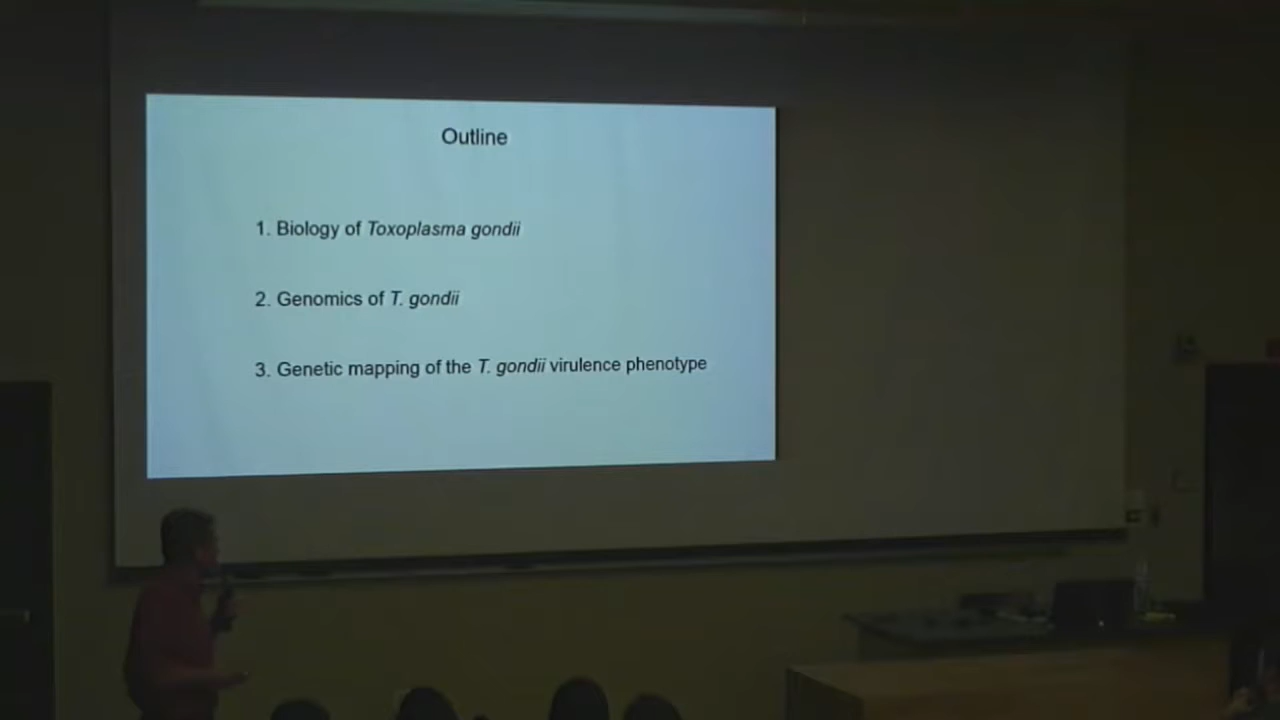 Outline
1. Biology of Toxoplasma gondii
2. Genomics of T. gondii
3. Genetic mapping of the T. gondii virulence phenotype